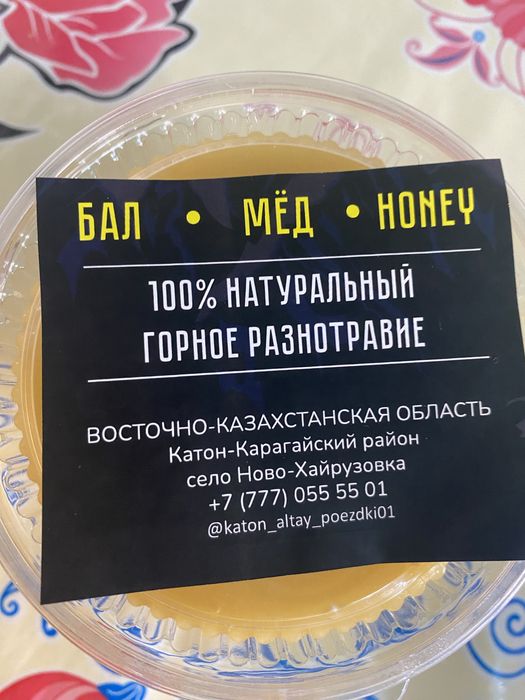 БАЛ • МЁД • HONEY
100% НАТУРАЛЬНЫЙ
ГОРНОЕ РАЗНОТРАВИЕ
ВОСТОЧНО-КАЗАХСТАНСКАЯ ОБЛАСТЬ
Катон-Карагайский район
село Ново-Хайрузовка
+7 (777) 055 55 01
@katon_altay_poezdki01